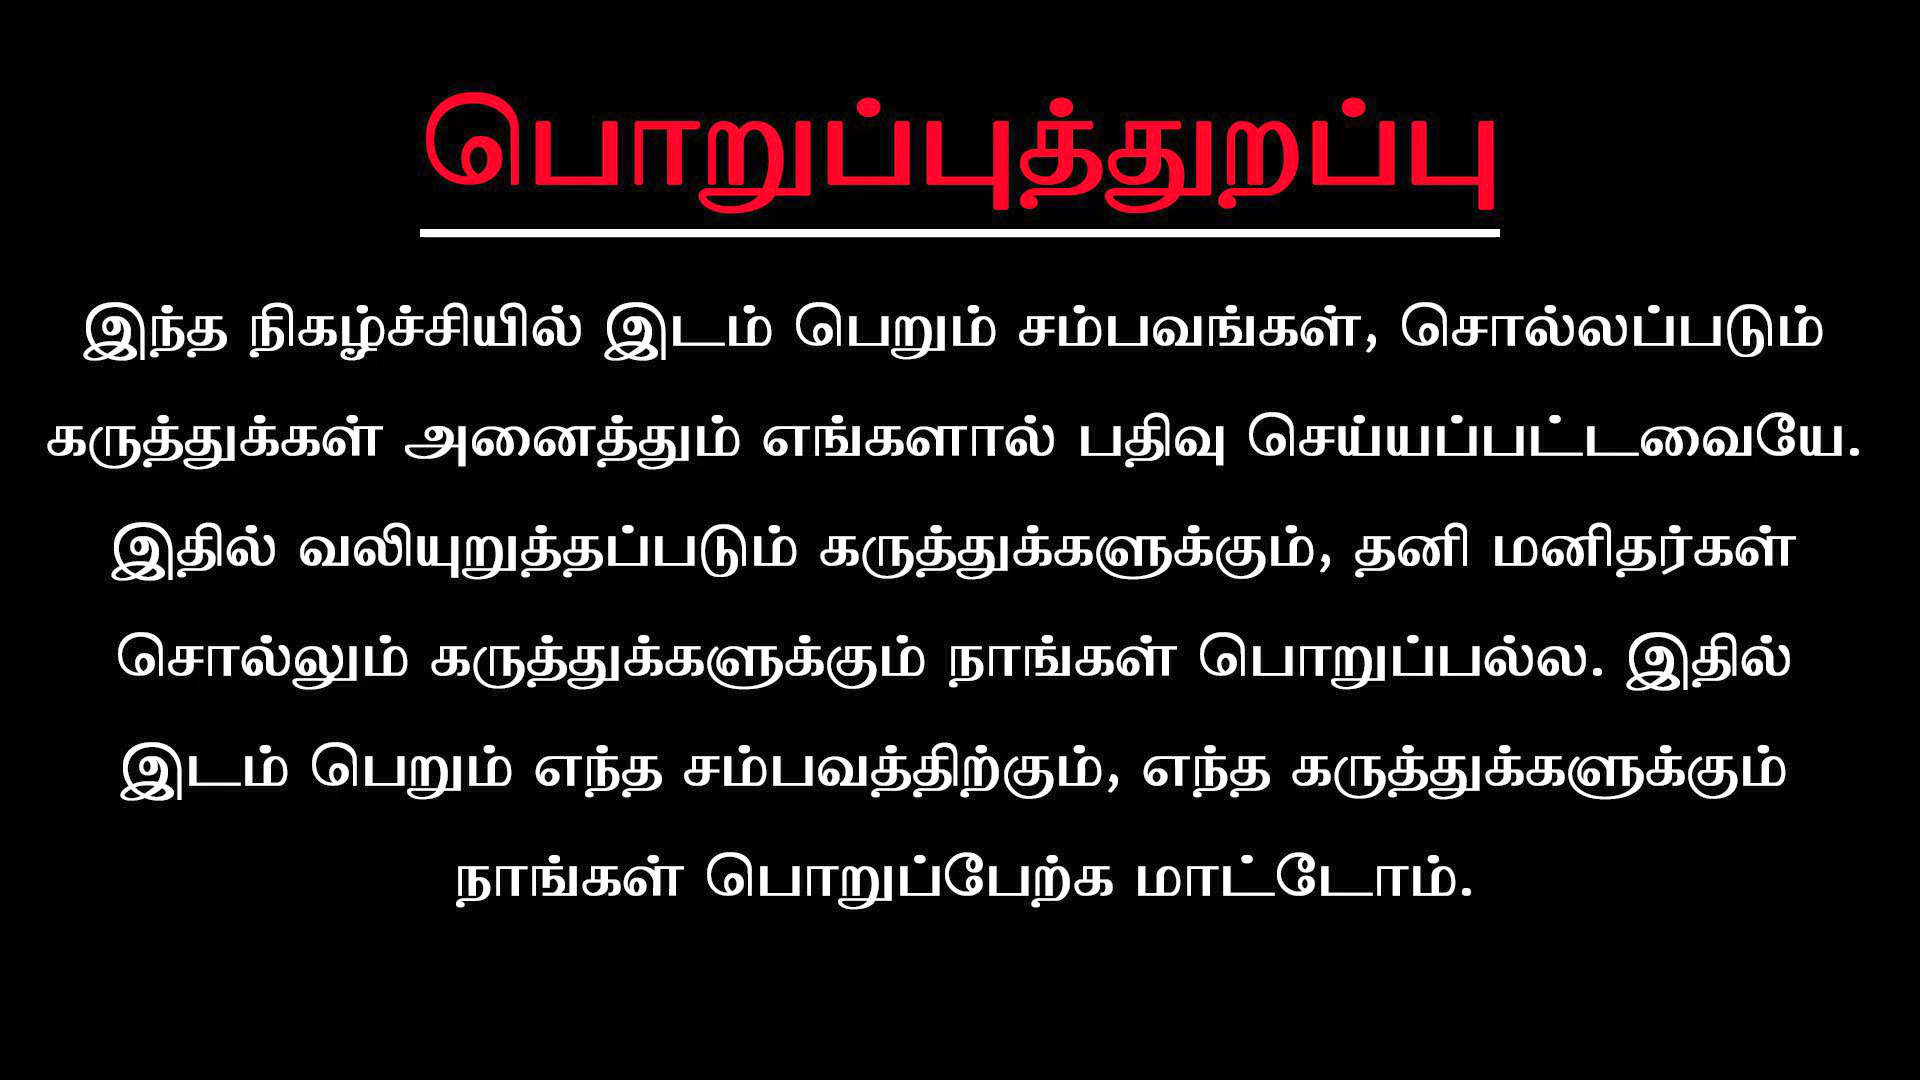 பொறுப்புத்துறப்பு
இந்த நிகழ்ச்சியில் இடம் பெறும் சம்பவங்கள், சொல்லப்படும்
கருத்துக்கள் அனைத்தும் எங்களால் பதிவு செய்யப்பட்டவையே.
இதில் வலியுறுத்தப்படும் கருத்துக்களுக்கும், தனி மனிதர்கள்
சொல்லும் கருத்துக்களுக்கும் நாங்கள் பொறுப்பல்ல. இதில்
இடம் பெறும் எந்த சம்பவத்திற்கும், எந்த கருத்துக்களுக்கும்
நாங்கள் பொறுப்பேற்க மாட்டோம்.